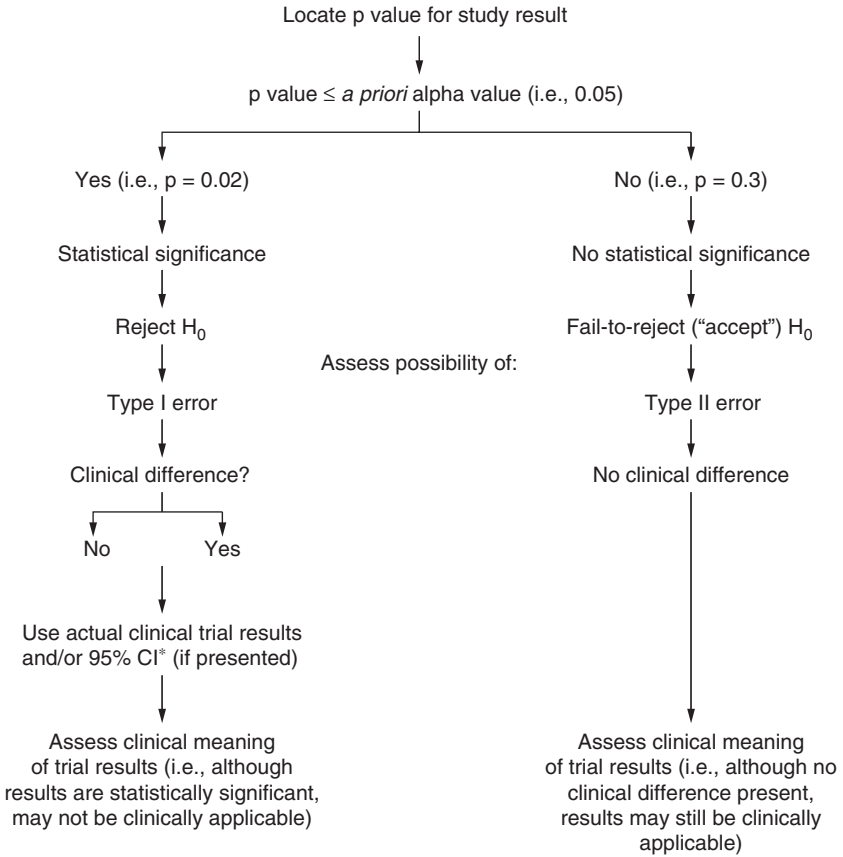 Locate p value for study result
p value ≤ a priori alpha value (i.e., 0.05)
Yes (i.e., p = 0.02)
No (i.e., p = 0.3)
Statistical significance
No statistical significance
Reject H₀
Fail-to-reject (“accept”) H₀
Assess possibility of:
Type I error
Type II error
Clinical difference?
No clinical difference
No
Yes
Use actual clinical trial results
and/or 95% CI* (if presented)
Assess clinical meaning
of trial results (i.e., although
results are statistically significant,
may not be clinically applicable)
Assess clinical meaning
of trial results (i.e., although no
clinical difference present,
results may still be clinically
applicable)